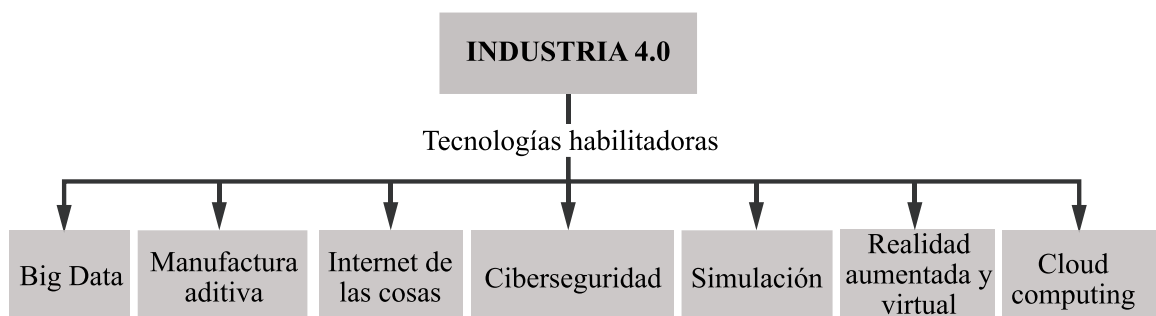 INDUSTRIA 4.0
Tecnologías habilitadoras
Big Data
Manufactura
aditiva
Internet de
las cosas
Ciberseguridad
Simulación
Realidad
aumentada y
virtual
Cloud
computing